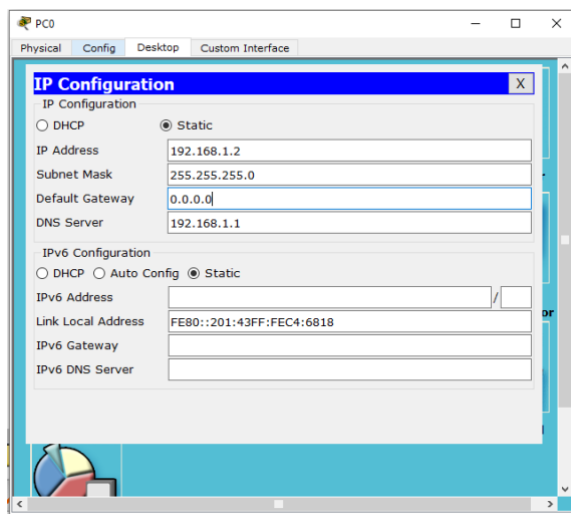 PC0
Physical Config Desktop Custom Interface
IP Configuration X
IP Configuration
DHCP Static
IP Address 192.168.1.2
Subnet Mask 255.255.255.0
Default Gateway 0.0.0.0
DNS Server 192.168.1.1
IPv6 Configuration
DHCP Auto Config Static
IPv6 Address /
Link Local Address FE80::201:43FF:FEC4:6818
IPv6 Gateway
IPv6 DNS Server